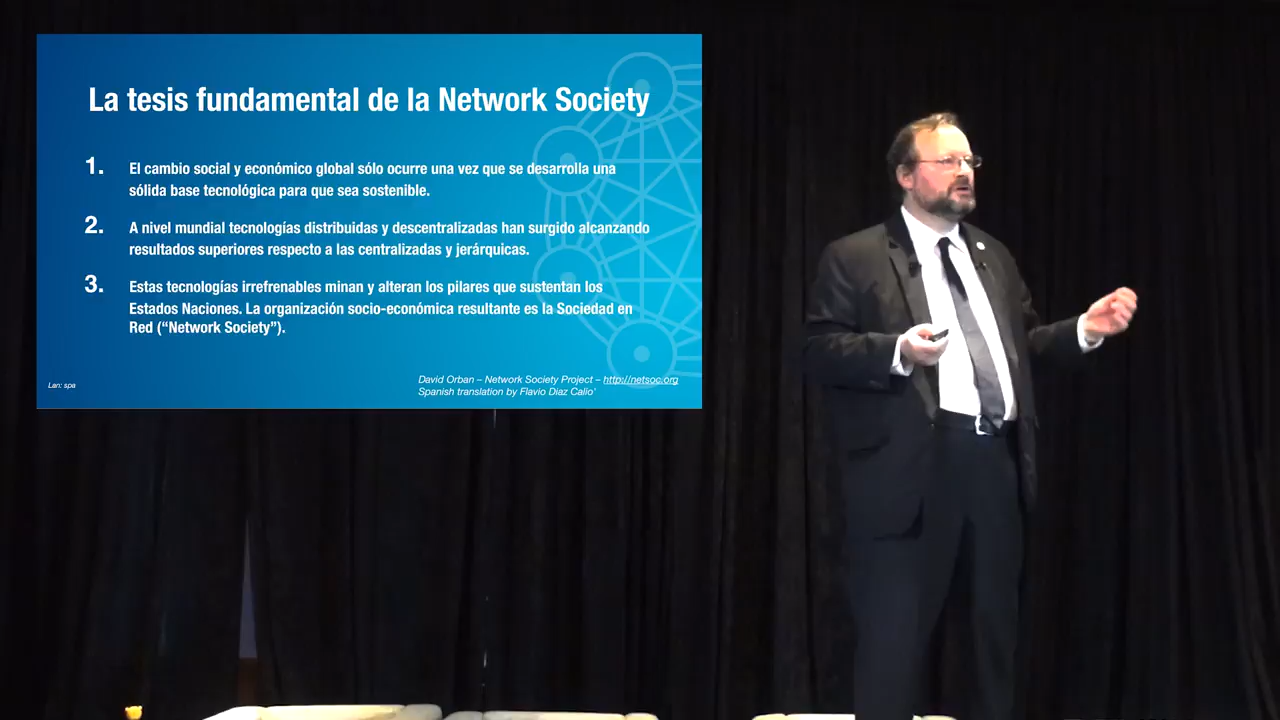 La tesis fundamental de la Network Society
1. El cambio social y económico global sólo ocurre una vez que se desarrolla una
sólida base tecnológica para que sea sostenible.
2. A nivel mundial tecnologías distribuidas y descentralizadas han surgido alcanzando
resultados superiores respecto a las centralizadas y jerárquicas.
3. Estas tecnologías irrefrenables minan y alteran los pilares que sustentan los
Estados Naciones. La organización socio-económica resultante es la Sociedad en
Red (“Network Society”).
Lan: spa
David Orban – Network Society Project – http://netsoc.org
Spanish translation by Flavio Diaz Calio'